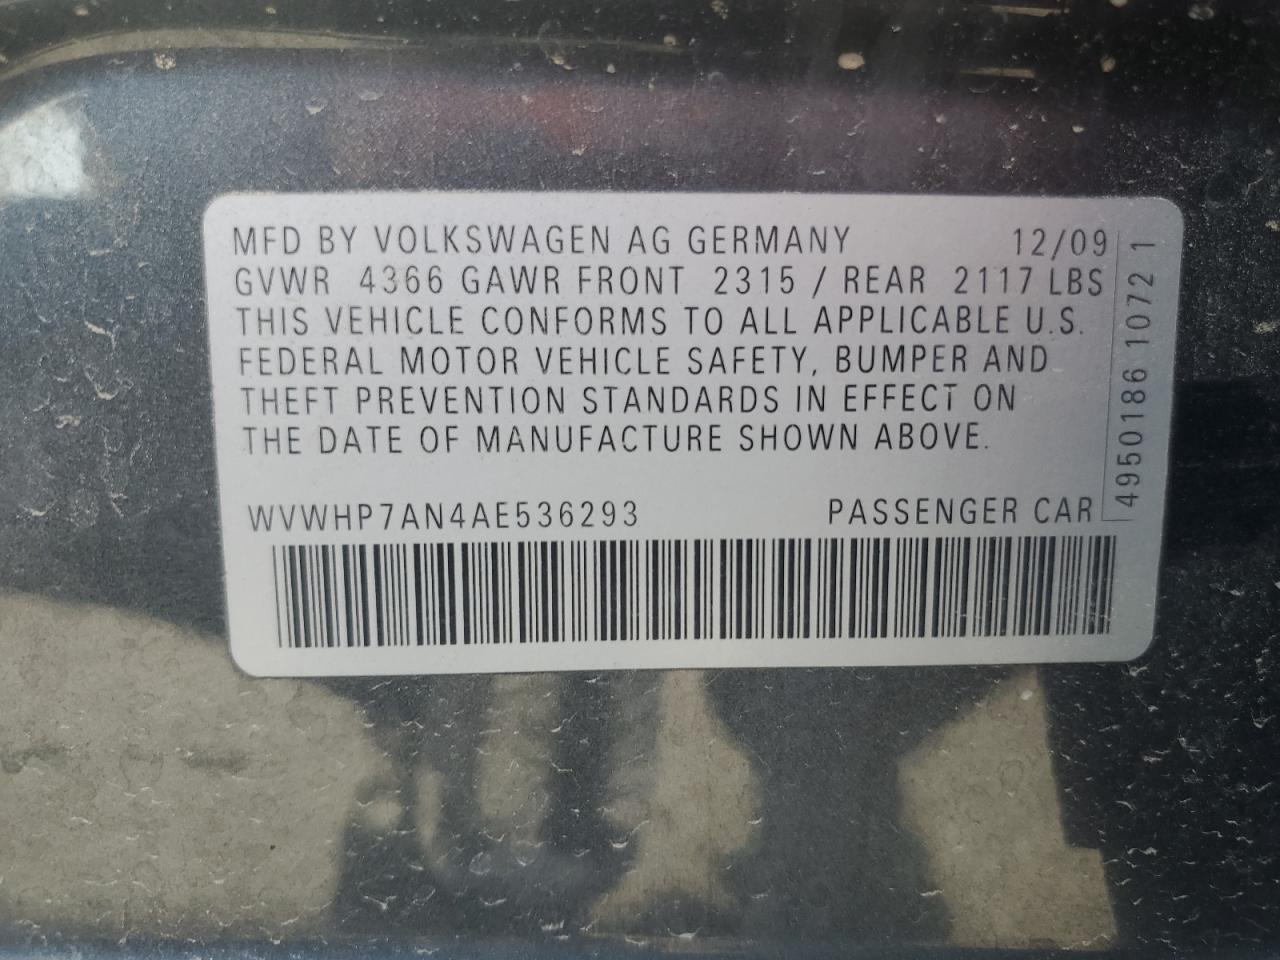 MFD BY VOLKSWAGEN AG GERMANY 12/09
GVWR 4366 GAWR FRONT 2315 / REAR 2117 LBS
THIS VEHICLE CONFORMS TO ALL APPLICABLE U.S.
FEDERAL MOTOR VEHICLE SAFETY, BUMPER AND
THEFT PREVENTION STANDARDS IN EFFECT ON
THE DATE OF MANUFACTURE SHOWN ABOVE.
WVWHP7AN4AE536293 PASSENGER CAR
4950186 1072 1